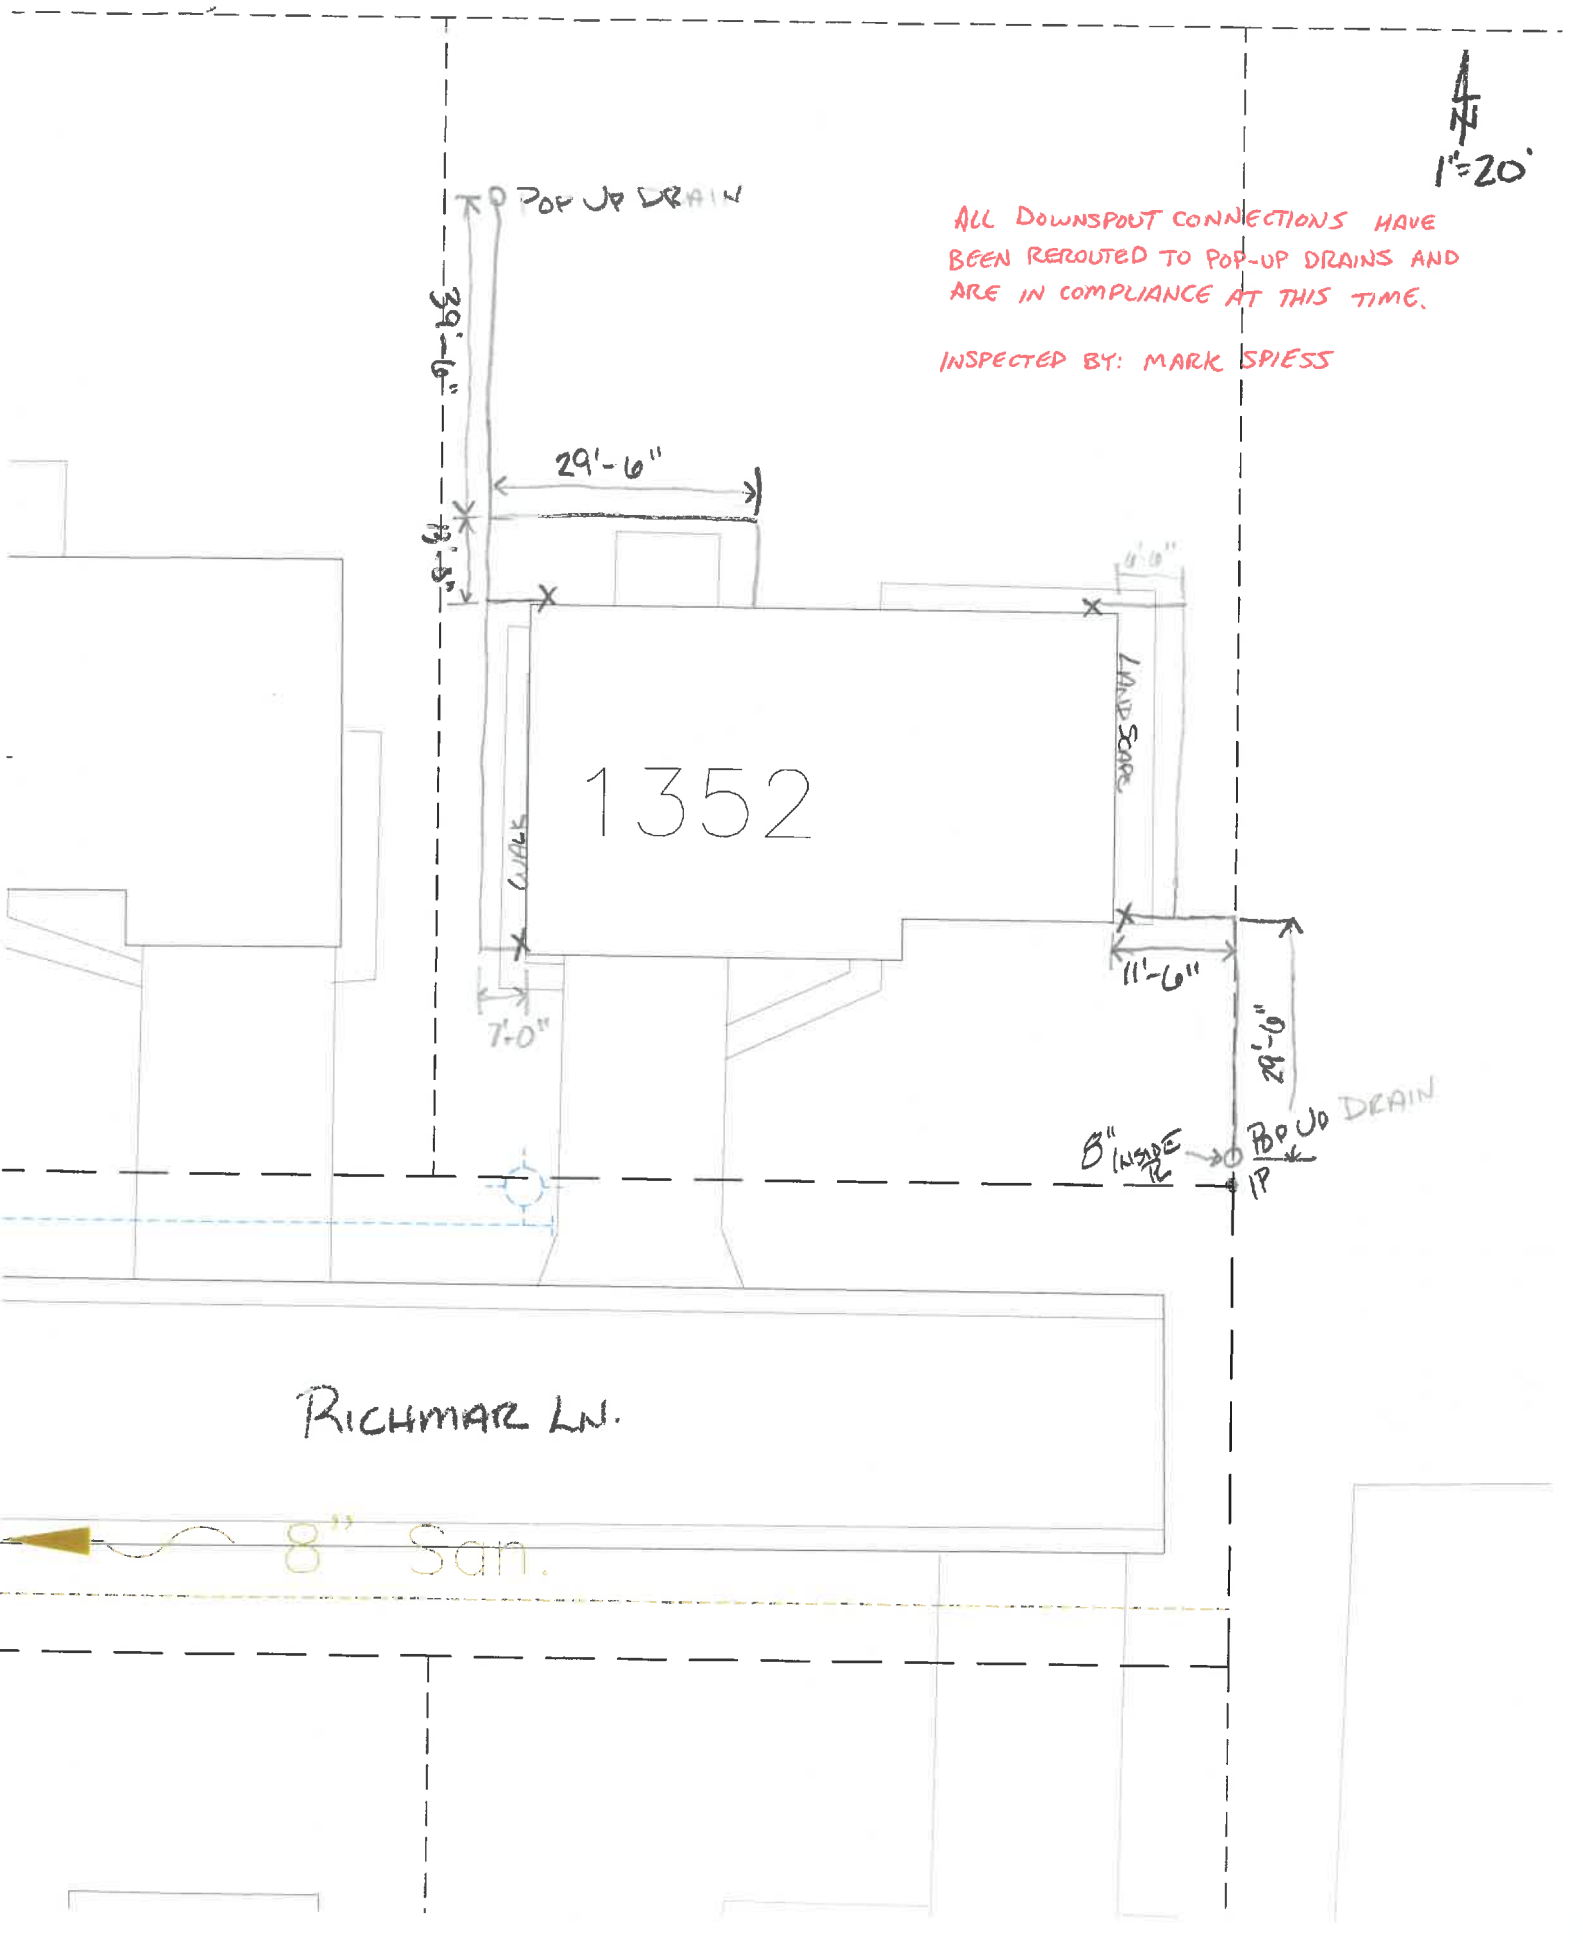 N
1"=20'
POP UP DRAIN
ALL DOWNSPOUT CONNECTIONS HAVE
BEEN REROUTED TO POP-UP DRAINS AND
ARE IN COMPLIANCE AT THIS TIME.
INSPECTED BY: MARK SPIESS
39'-6"
29'-6"
6'-6"
LANDSCAPE
1352
WALK
11'-6"
7'-0"
29'-6"
POP UP DRAIN
8" INSIDE
IP
RICHMAR LN.
8" San.